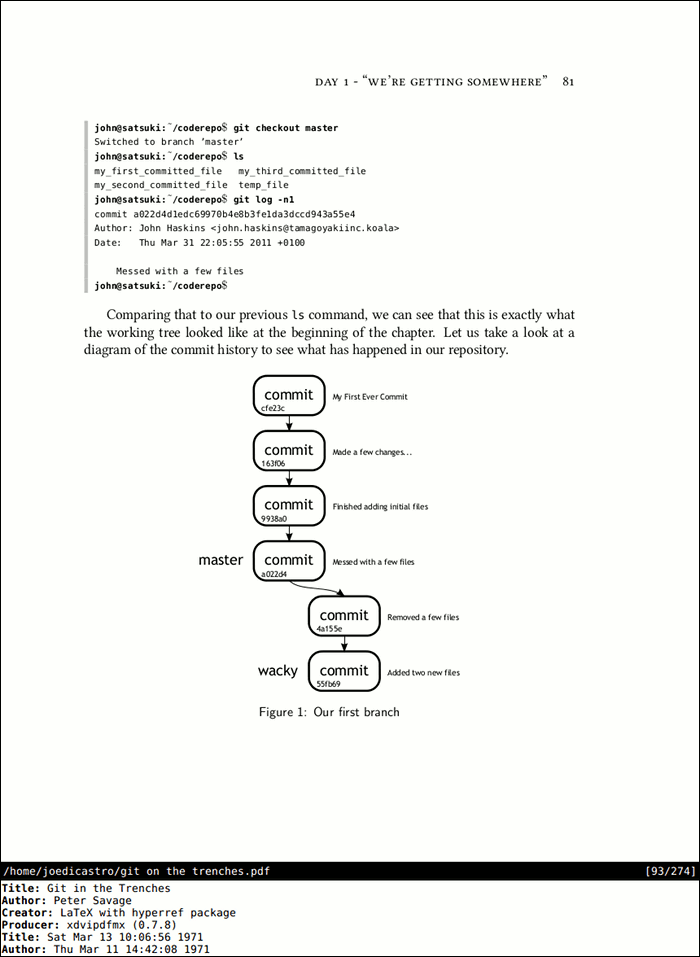 DAY 1 - “WE’RE GETTING SOMEWHERE” 81
john@satsuki:~/coderepo$ git checkout master
Switched to branch ’master’
john@satsuki:~/coderepo$ ls
my_first_committed_file my_third_committed_file
my_second_committed_file temp_file
john@satsuki:~/coderepo$ git log -n1
commit a022d4d1edc69970b4e8b3fe1da3dccd943a55e4
Author: John Haskins <john.haskins@tamagoyakiinc.koala>
Date: Thu Mar 31 22:05:55 2011 +0100
Messed with a few files
john@satsuki:~/coderepo$
Comparing that to our previous ls command, we can see that this is exactly what
the working tree looked like at the beginning of the chapter. Let us take a look at a
diagram of the commit history to see what has happened in our repository.
commit
cfe23c
My First Ever Commit
commit
163f06
Made a few changes...
commit
9938a0
Finished adding initial files
master
commit
a022d4
Messed with a few files
commit
4a155e
Removed a few files
wacky
commit
55fb69
Added two new files
Figure 1: Our first branch
/home/joedicastro/git on the trenches.pdf [93/274]
Title: Git in the Trenches
Author: Peter Savage
Creator: LaTeX with hyperref package
Producer: xdvipdfmx (0.7.8)
Title: Sat Mar 13 10:06:56 1971
Author: Thu Mar 11 14:42:08 1971